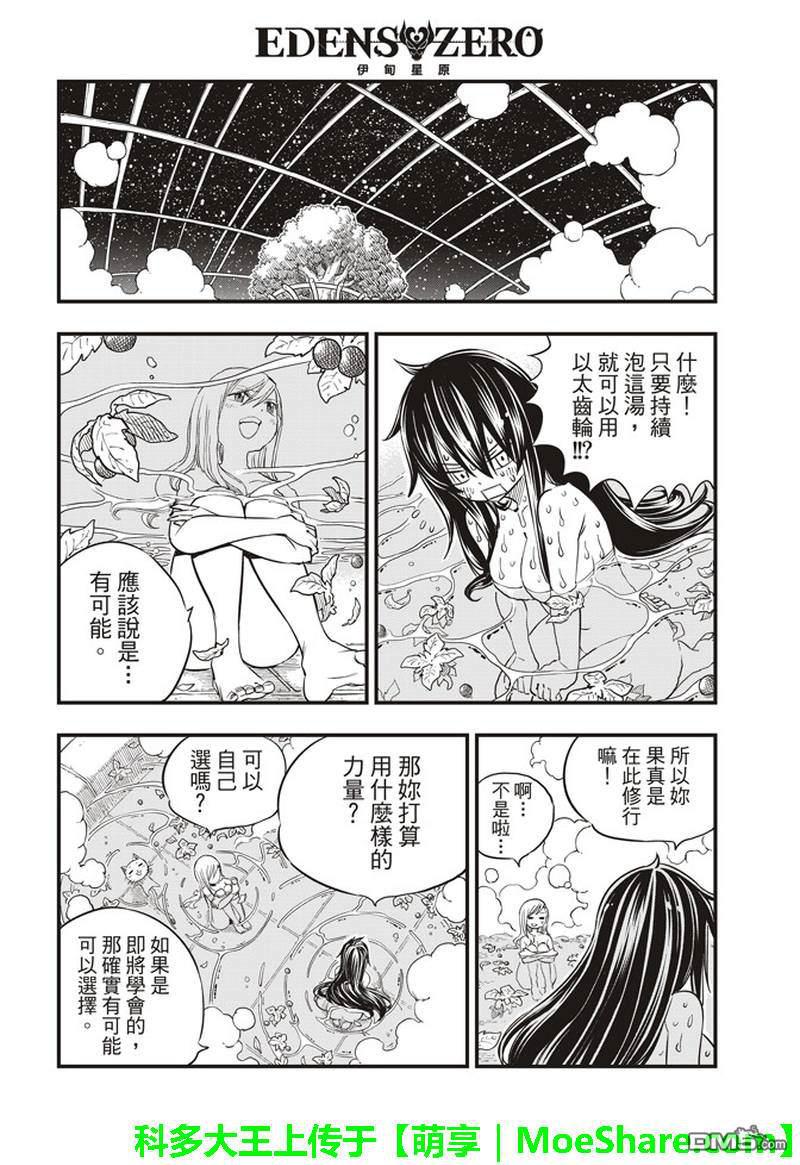 EDENS ZERO
伊甸星原
什麼！
只要持續
泡這湯，
就可以用
以太齒輪
!!?
應該說是…
有可能。
所以妳
果真是
在此修行
嘛！
啊…
不是啦…
那妳打算
用什麼樣的
力量？
可以
自己
選嗎？
如果是
即將學會的，
那確實有可能
可以選擇。
科多大王上传于【萌享｜MoeShare
DM5